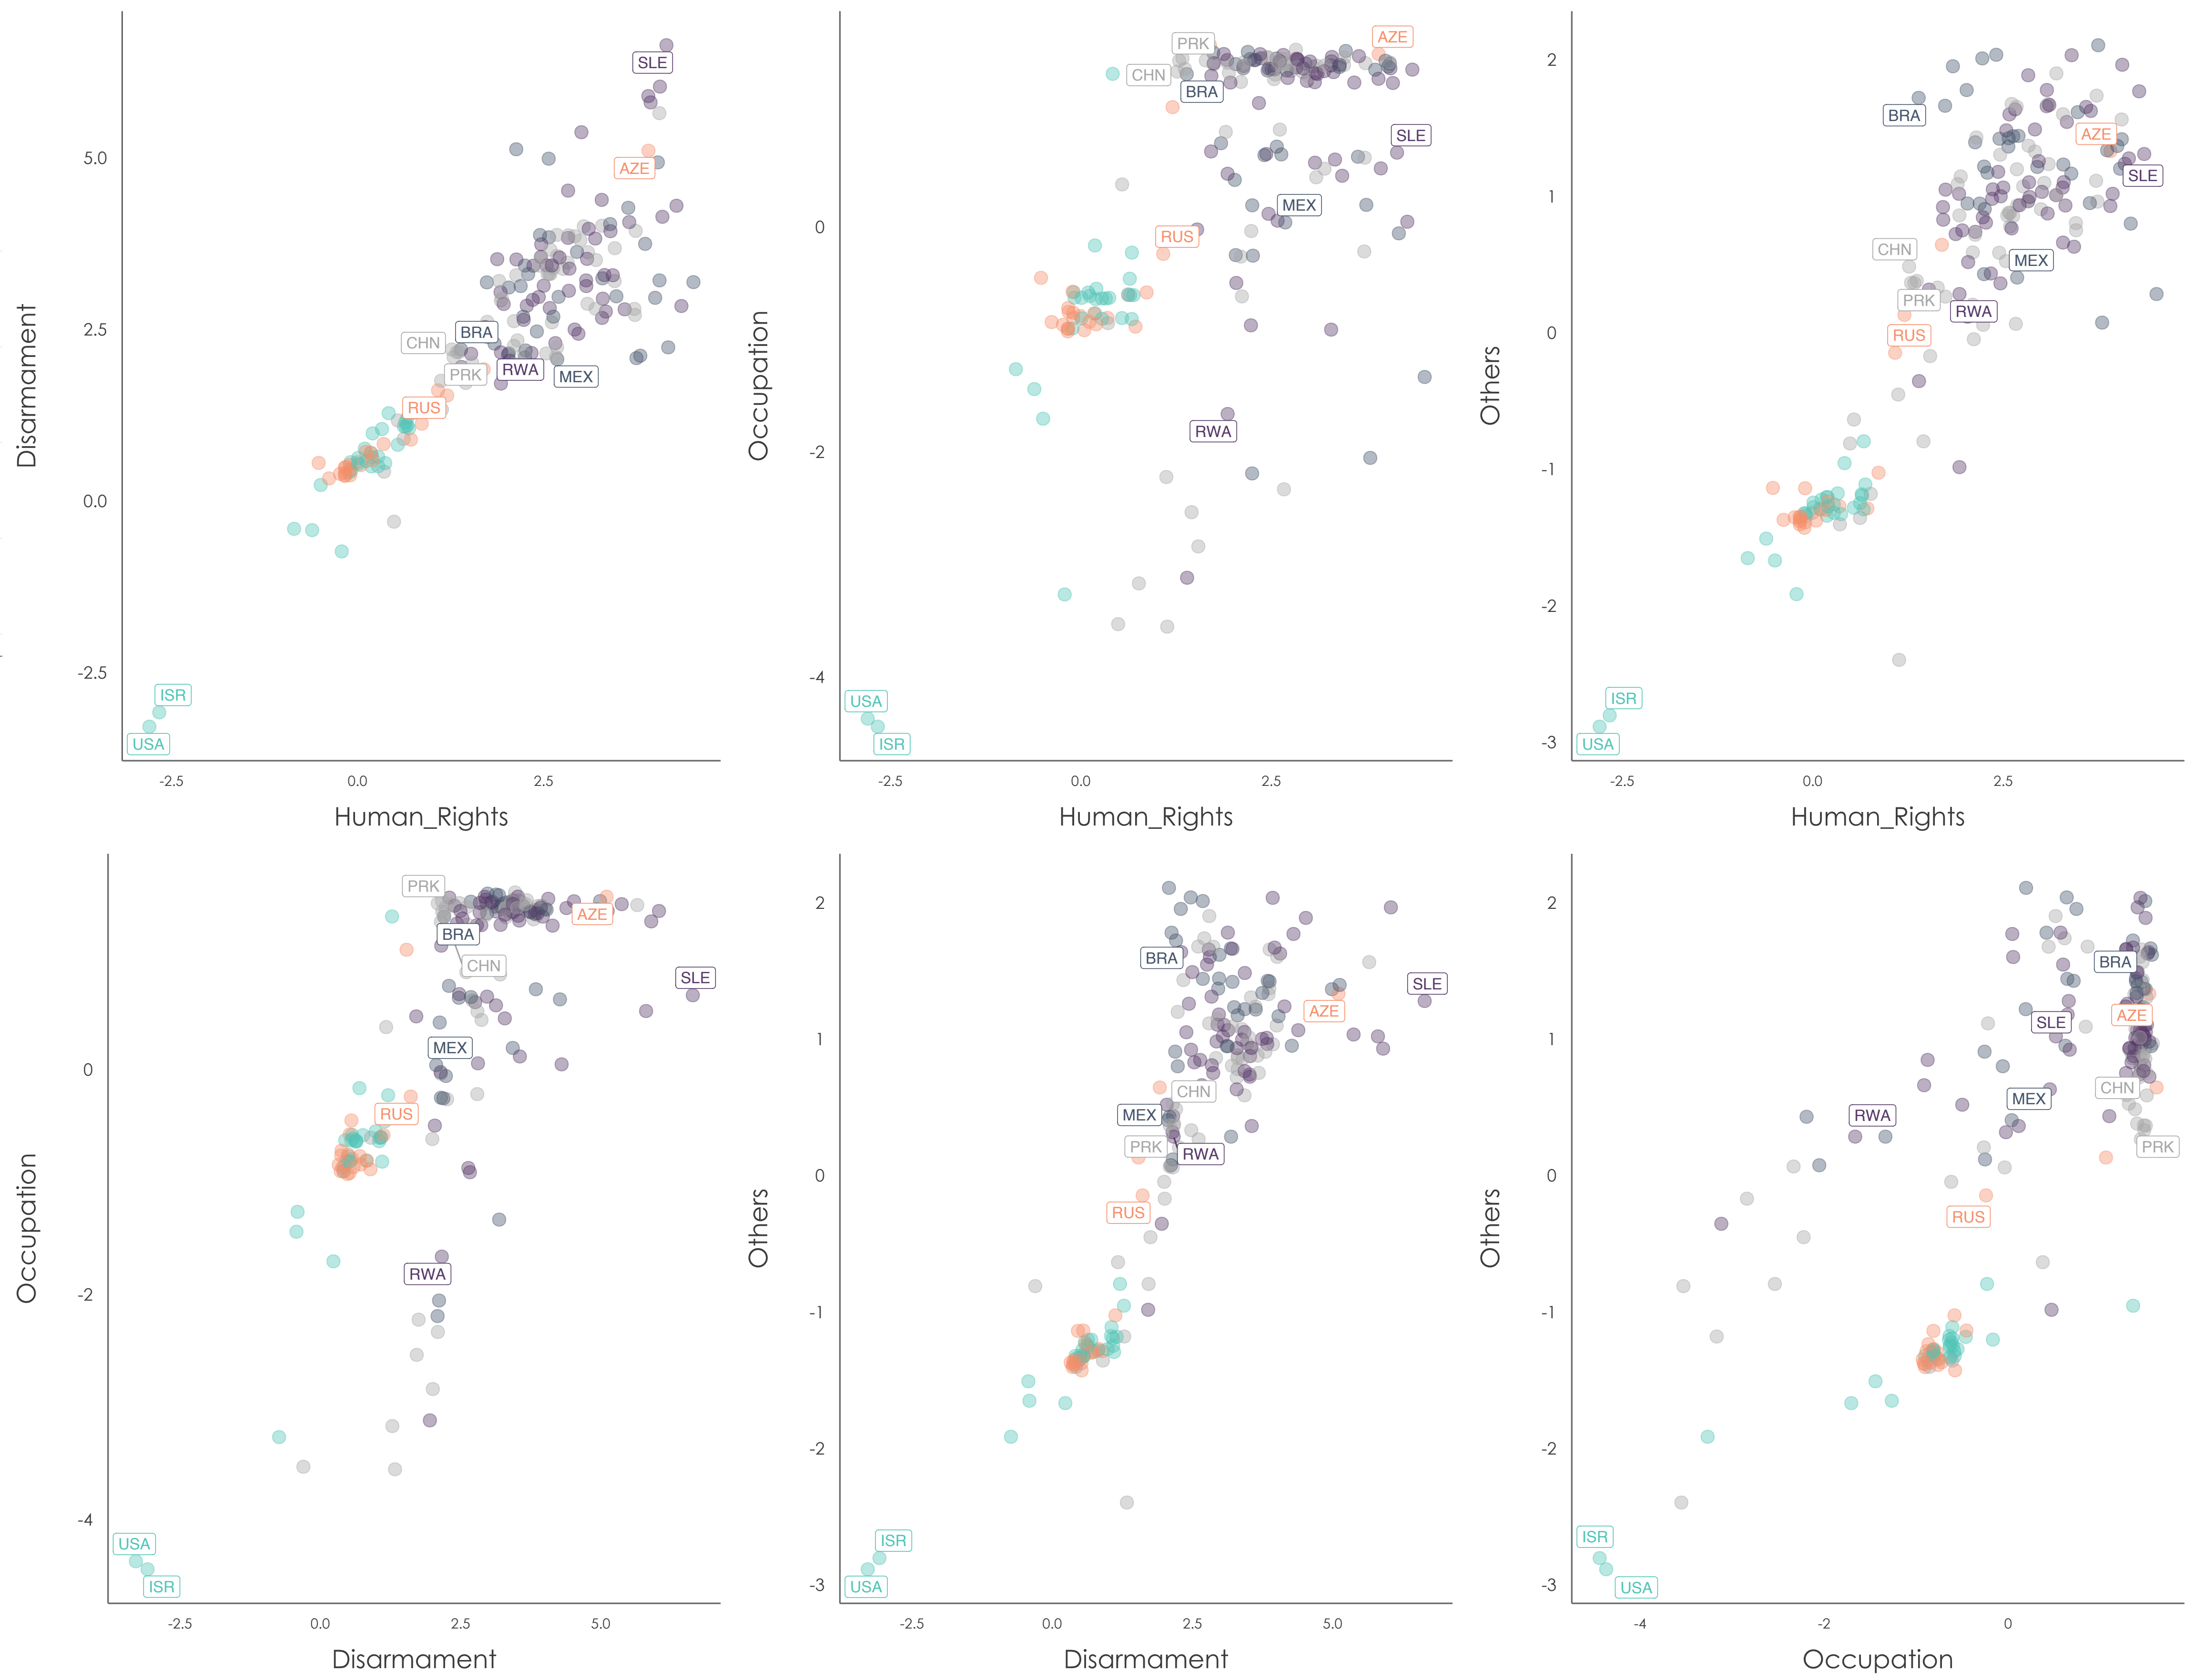 SLE
5.0
AZE
Disarmament
2.5
BRA
CHN
PRK
RWA
MEX
RUS
0.0
-2.5
ISR
USA
-2.5
0.0
2.5
Human_Rights
AZE
PRK
CHN
BRA
SLE
0
MEX
RUS
Occupation
-2
RWA
-4
USA
ISR
-2.5
0.0
2.5
Human_Rights
2
BRA
AZE
SLE
1
CHN
MEX
PRK
RWA
0
RUS
Others
-1
-2
ISR
-3
USA
-2.5
0.0
2.5
Human_Rights
PRK
AZE
BRA
CHN
SLE
0
MEX
RUS
Occupation
RWA
-2
-4
USA
ISR
-2.5
0.0
2.5
5.0
Disarmament
2
BRA
SLE
AZE
1
CHN
MEX
PRK
RWA
0
RUS
Others
-1
-2
ISR
-3
USA
-2.5
0.0
2.5
5.0
Disarmament
2
BRA
AZE
SLE
1
CHN
MEX
RWA
PRK
0
RUS
Others
-1
-2
ISR
-3
USA
-4
-2
0
Occupation